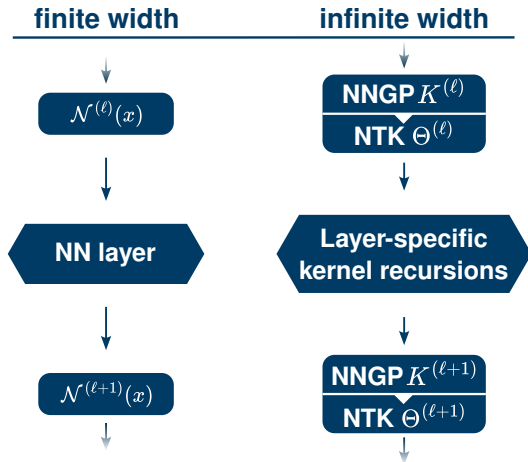 finite width
infinite width
𝒩^(ℓ)(x)
NNGP K^(ℓ)
NTK Θ^(ℓ)
NN layer
Layer-specific
kernel recursions
𝒩^(ℓ+1)(x)
NNGP K^(ℓ+1)
NTK Θ^(ℓ+1)